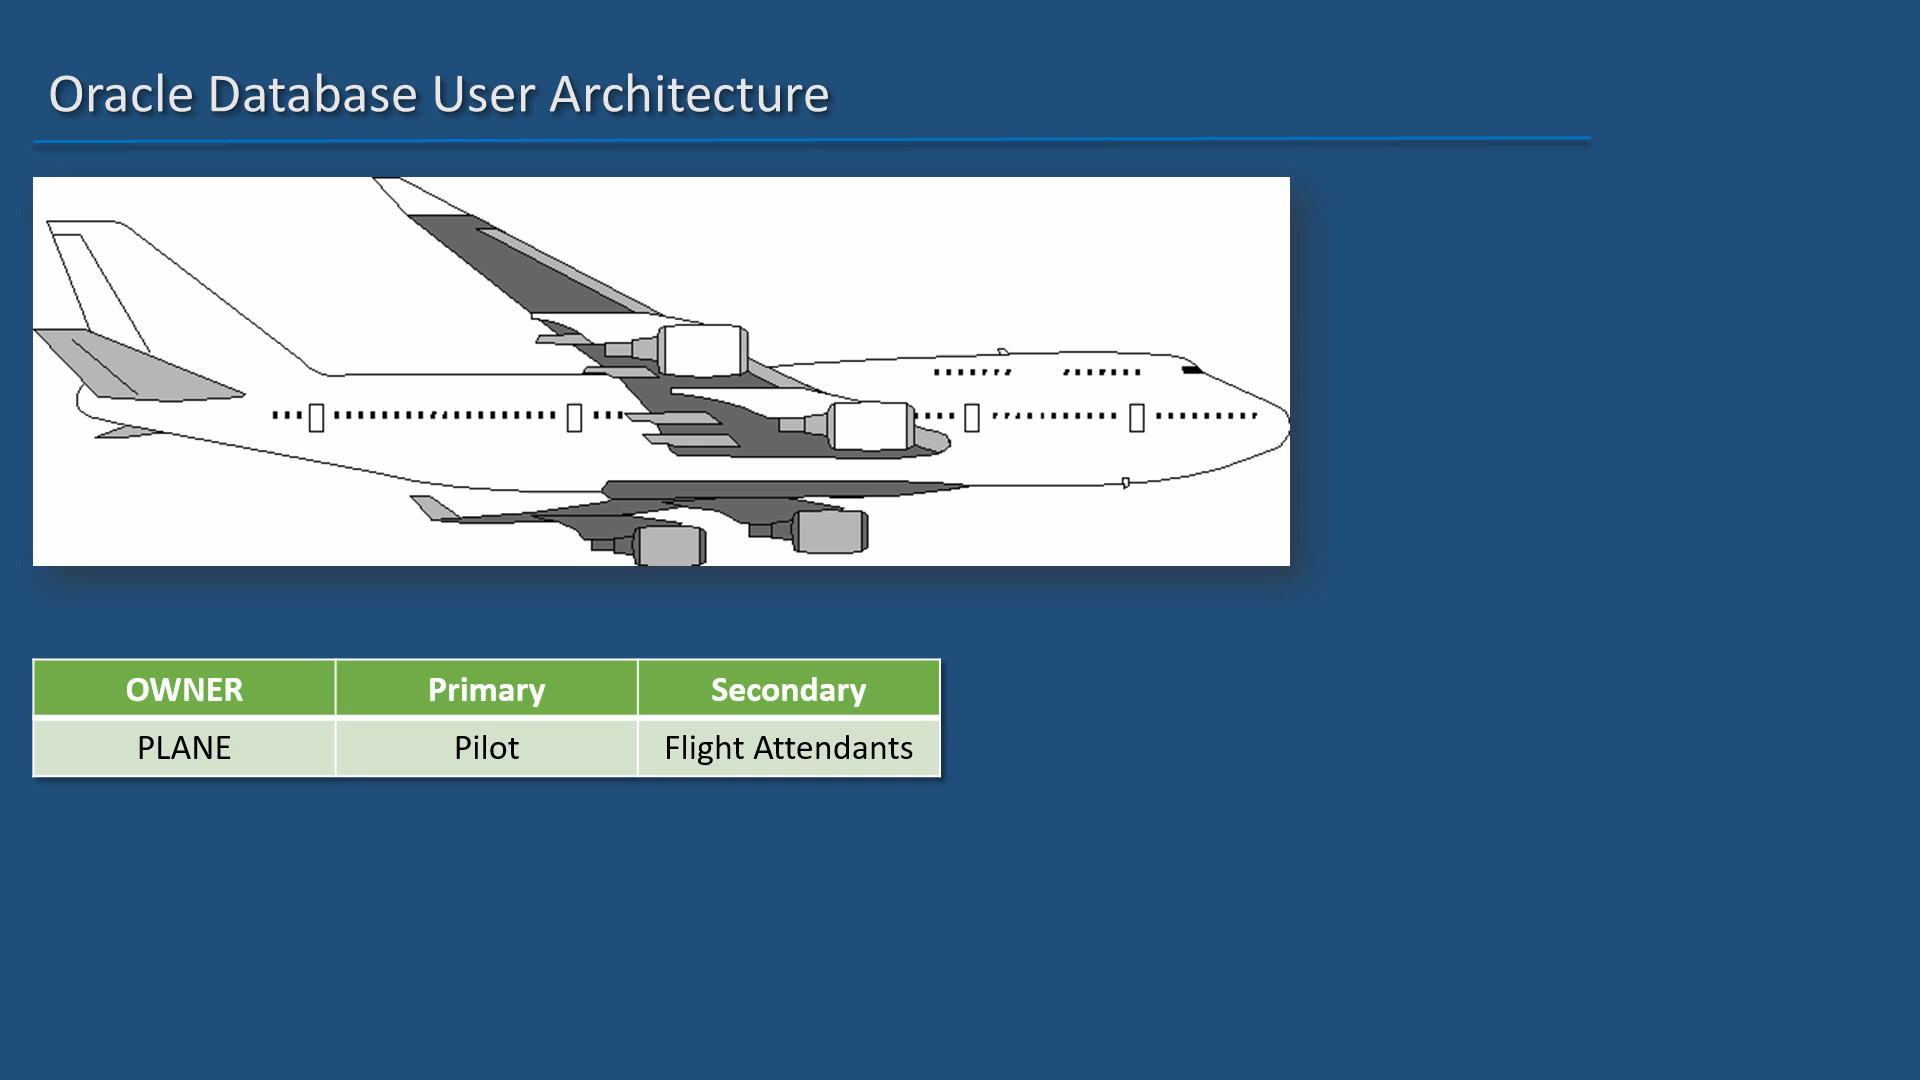 Oracle Database User Architecture
OWNER Primary Secondary
PLANE Pilot Flight Attendants